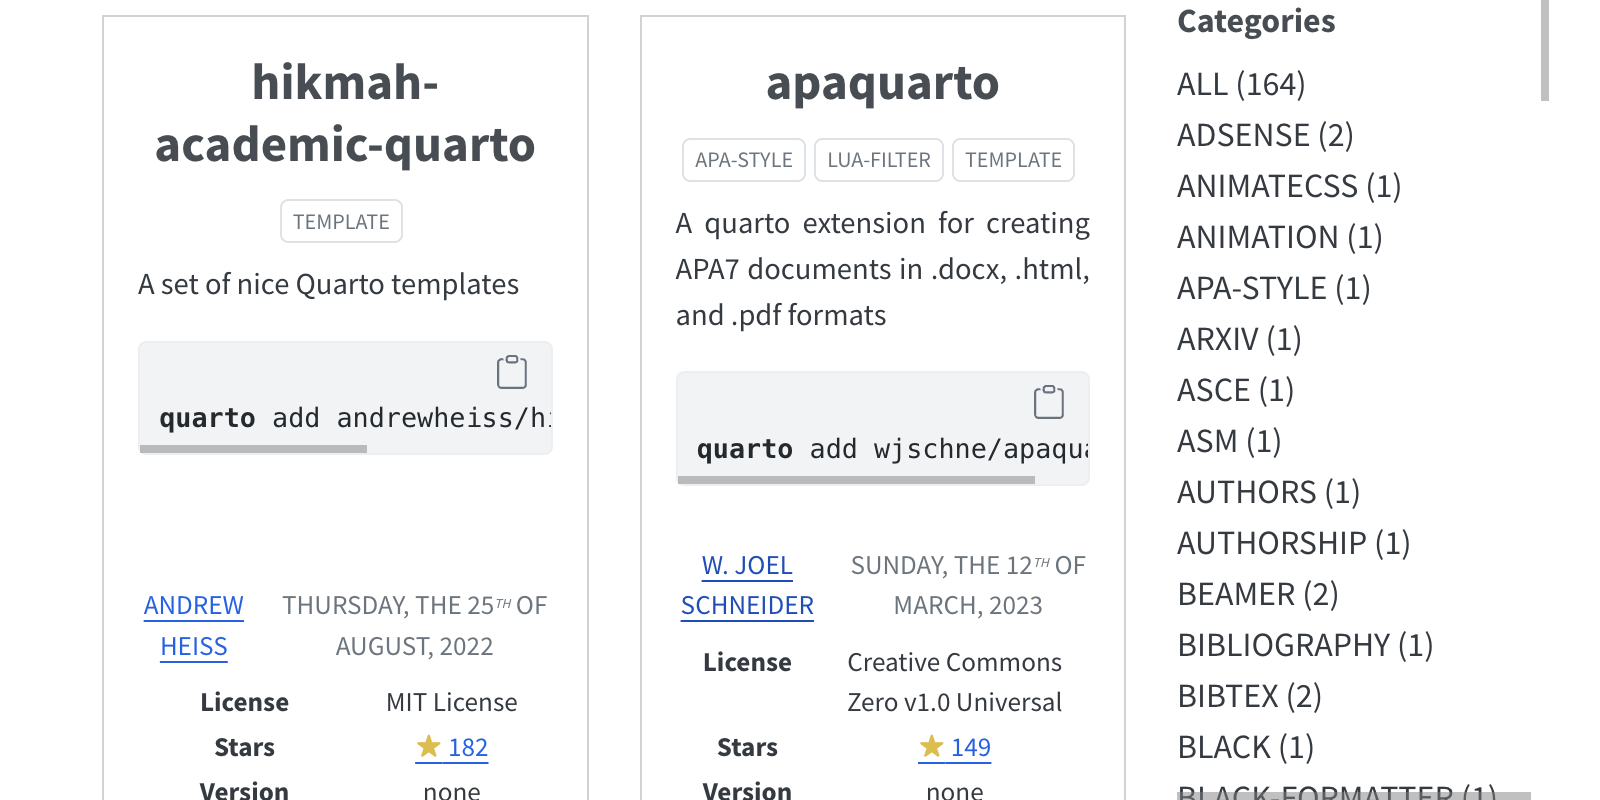 hikmah-
academic-quarto
TEMPLATE
A set of nice Quarto templates
quarto add andrewheiss/hi
ANDREW
HEISS
THURSDAY, THE 25TH OF
AUGUST, 2022
License MIT License
Stars 182
Version none
apaquarto
APA-STYLE LUA-FILTER TEMPLATE
A quarto extension for creating
APA7 documents in .docx, .html,
and .pdf formats
quarto add wjschne/apaqua
W. JOEL
SCHNEIDER
SUNDAY, THE 12TH OF
MARCH, 2023
License Creative Commons
Zero v1.0 Universal
Stars 149
Version none
Categories
ALL (164)
ADSENSE (2)
ANIMATECSS (1)
ANIMATION (1)
APA-STYLE (1)
ARXIV (1)
ASCE (1)
ASM (1)
AUTHORS (1)
AUTHORSHIP (1)
BEAMER (2)
BIBLIOGRAPHY (1)
BIBTEX (2)
BLACK (1)
BLACK-FORMATTER (1)